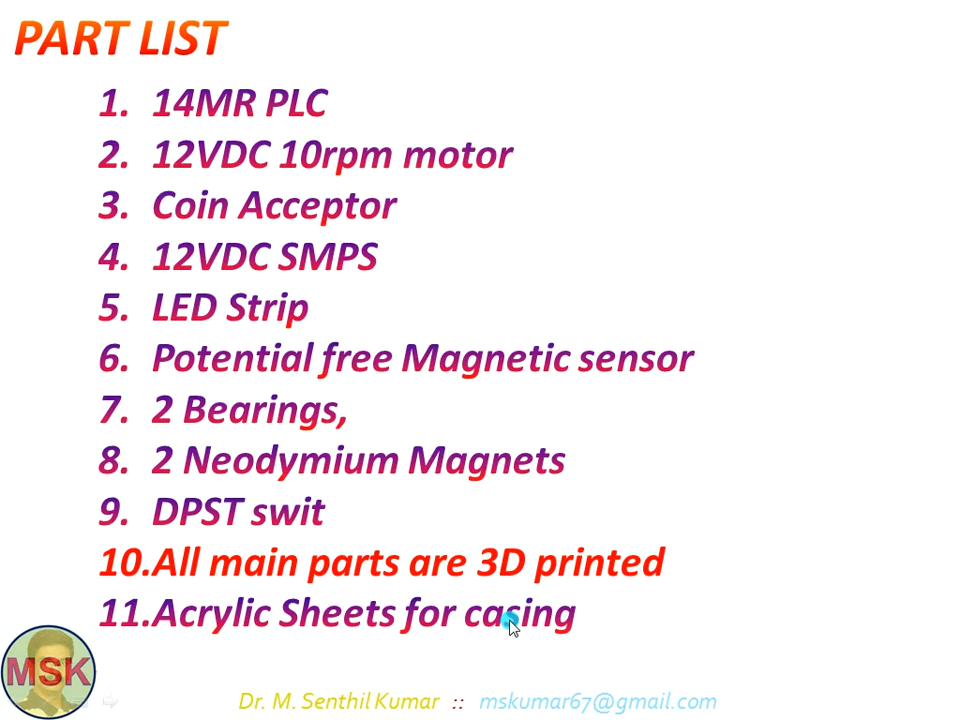 PART LIST
1. 14MR PLC
2. 12VDC 10rpm motor
3. Coin Acceptor
4. 12VDC SMPS
5. LED Strip
6. Potential free Magnetic sensor
7. 2 Bearings,
8. 2 Neodymium Magnets
9. DPST swit
10.All main parts are 3D printed
11.Acrylic Sheets for casing
MSK
Dr. M. Senthil Kumar :: mskumar67@gmail.com